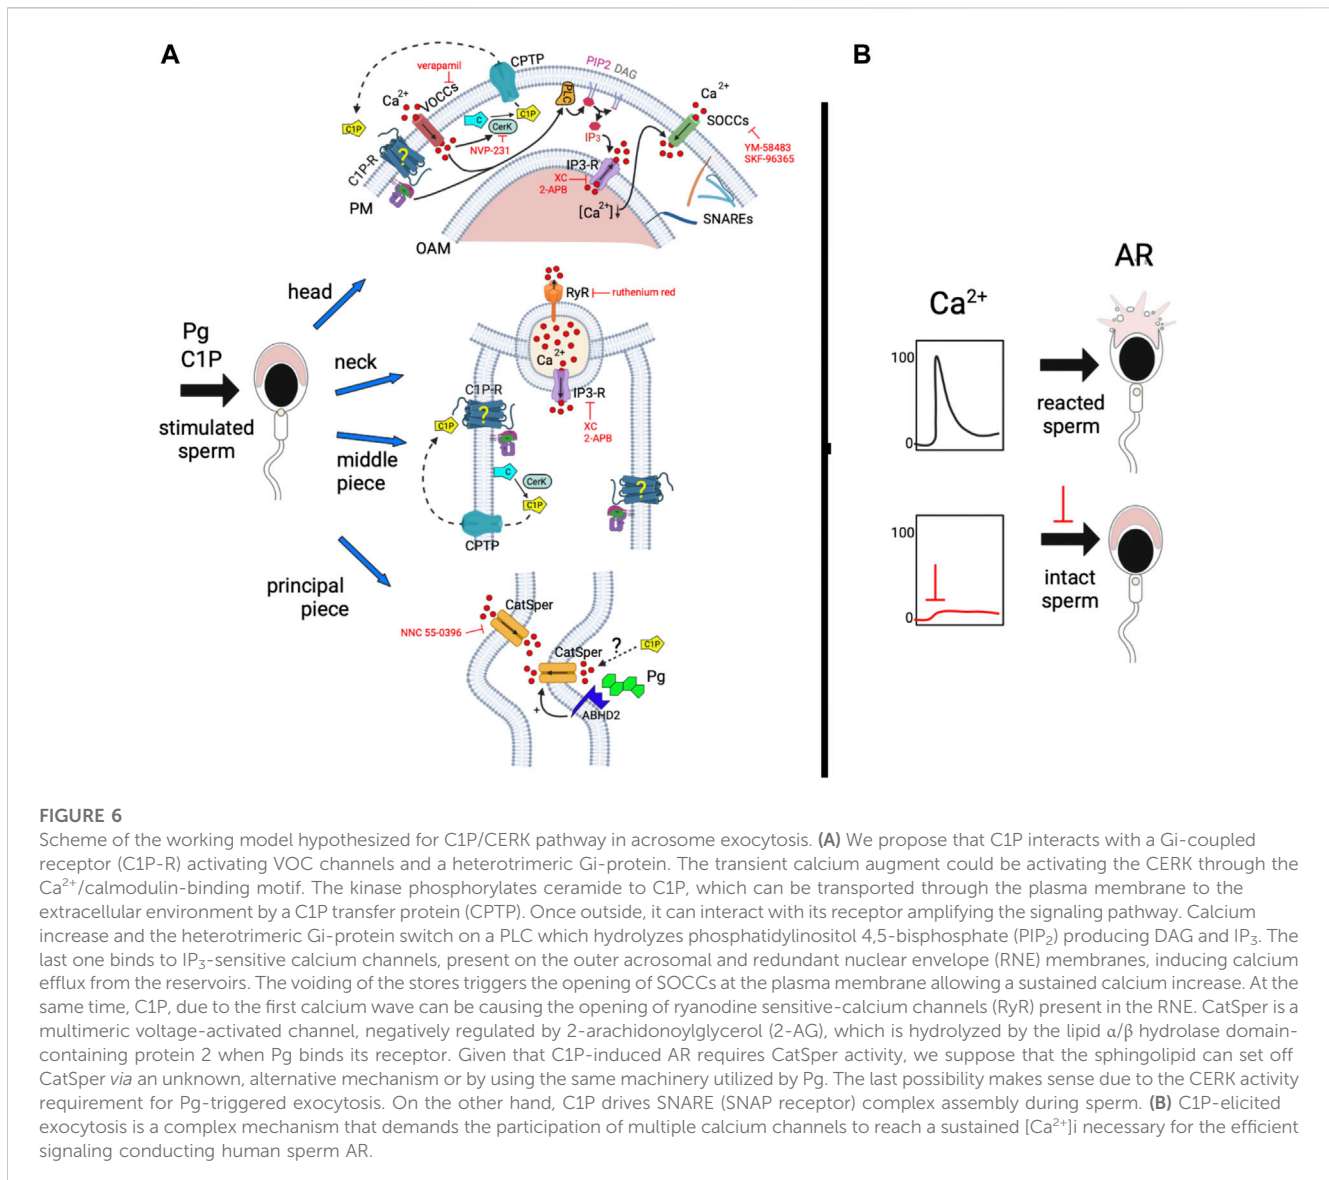 A
verapamil
CPTP
PIP2 DAG
Ca2+
VOCCs
PLC
Ca2+
C1P
C
C1P
CerK
SOCCs
NVP-231
IP3
YM-58483
SKF-96365
C1P-R
?
IP3-R
XC
2-APB
PM
[Ca2+]
SNAREs
OAM
head
Pg
C1P
stimulated
sperm
neck
middle
piece
principal
piece
RyR
ruthenium red
Ca 2+
C1P-R
IP3-R
?
C1P
XC
2-APB
C
CerK
C1P
?
CPTP
CatSper
NNC 55-0396
CatSper
?
C1P
Pg
+
ABHD2
B
AR
Ca2+
100
0
reacted
sperm
100
0
intact
sperm
FIGURE 6
Scheme of the working model hypothesized for C1P/CERK pathway in acrosome exocytosis. (A) We propose that C1P interacts with a Gi-coupled
receptor (C1P-R) activating VOC channels and a heterotrimeric Gi-protein. The transient calcium augment could be activating the CERK through the
Ca2+/calmodulin-binding motif. The kinase phosphorylates ceramide to C1P, which can be transported through the plasma membrane to the
extracellular environment by a C1P transfer protein (CPTP). Once outside, it can interact with its receptor amplifying the signaling pathway. Calcium
increase and the heterotrimeric Gi-protein switch on a PLC which hydrolyzes phosphatidylinositol 4,5-bisphosphate (PIP2) producing DAG and IP3. The
last one binds to IP3-sensitive calcium channels, present on the outer acrosomal and redundant nuclear envelope (RNE) membranes, inducing calcium
efflux from the reservoirs. The voiding of the stores triggers the opening of SOCCs at the plasma membrane allowing a sustained calcium increase. At the
same time, C1P, due to the first calcium wave can be causing the opening of ryanodine sensitive-calcium channels (RyR) present in the RNE. CatSper is a
multimeric voltage-activated channel, negatively regulated by 2-arachidonoylglycerol (2-AG), which is hydrolyzed by the lipid α/β hydrolase domain-
containing protein 2 when Pg binds its receptor. Given that C1P-induced AR requires CatSper activity, we suppose that the sphingolipid can set off
CatSper via an unknown, alternative mechanism or by using the same machinery utilized by Pg. The last possibility makes sense due to the CERK activity
requirement for Pg-triggered exocytosis. On the other hand, C1P drives SNARE (SNAP receptor) complex assembly during sperm. (B) C1P-elicited
exocytosis is a complex mechanism that demands the participation of multiple calcium channels to reach a sustained [Ca2+]i necessary for the efficient
signaling conducting human sperm AR.